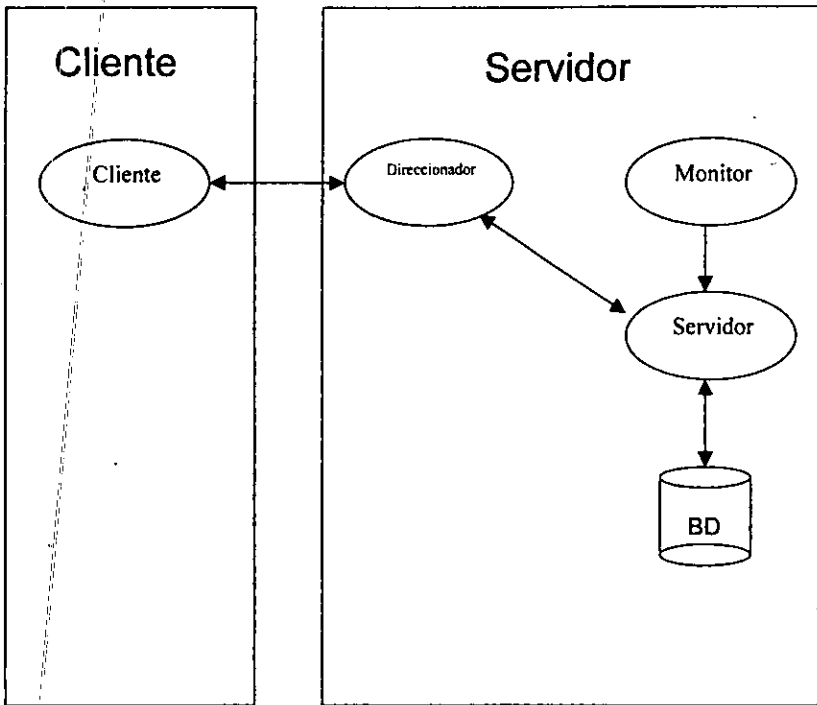 Cliente
Servidor
Cliente
Direccionador
Monitor
Servidor
BD